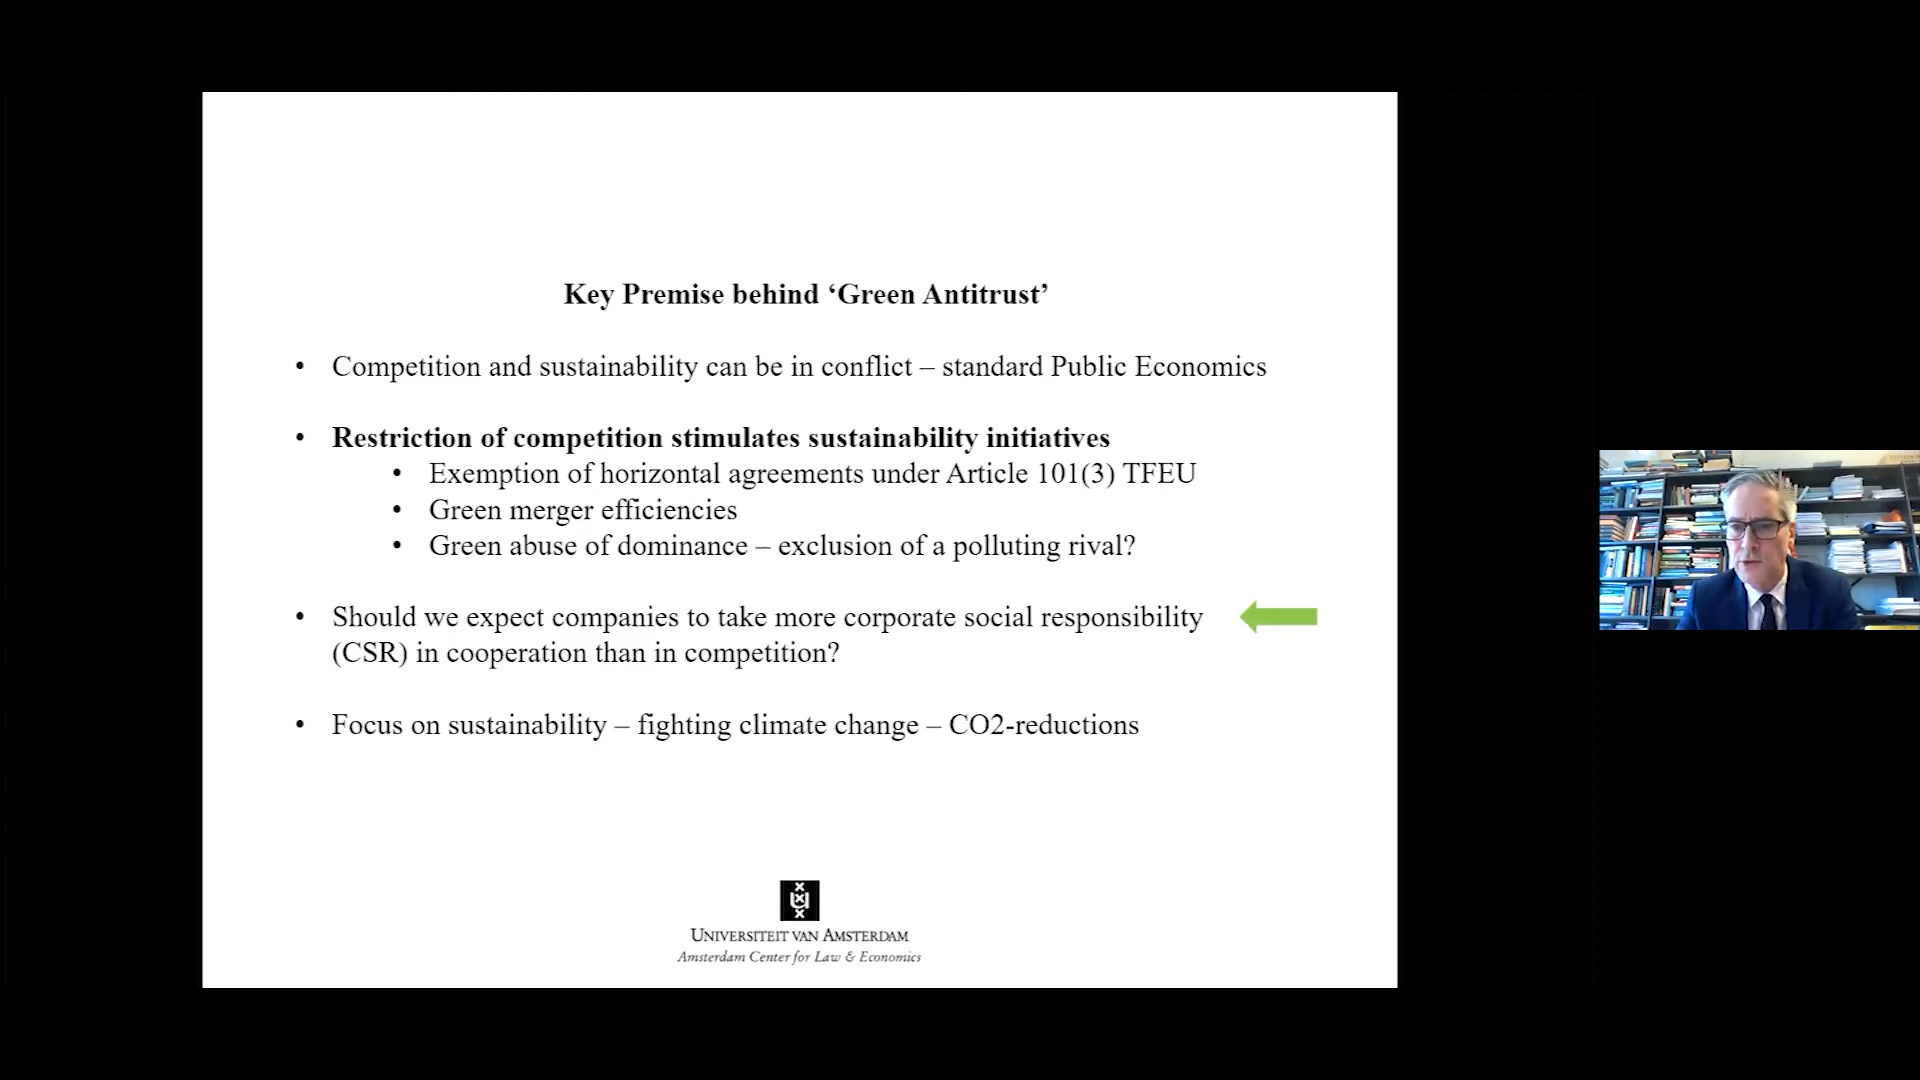 Key Premise behind ‘Green Antitrust’
• Competition and sustainability can be in conflict – standard Public Economics
• Restriction of competition stimulates sustainability initiatives
• Exemption of horizontal agreements under Article 101(3) TFEU
• Green merger efficiencies
• Green abuse of dominance – exclusion of a polluting rival?
• Should we expect companies to take more corporate social responsibility
(CSR) in cooperation than in competition?
• Focus on sustainability – fighting climate change – CO2-reductions
UNIVERSITEIT VAN AMSTERDAM
Amsterdam Center for Law & Economics